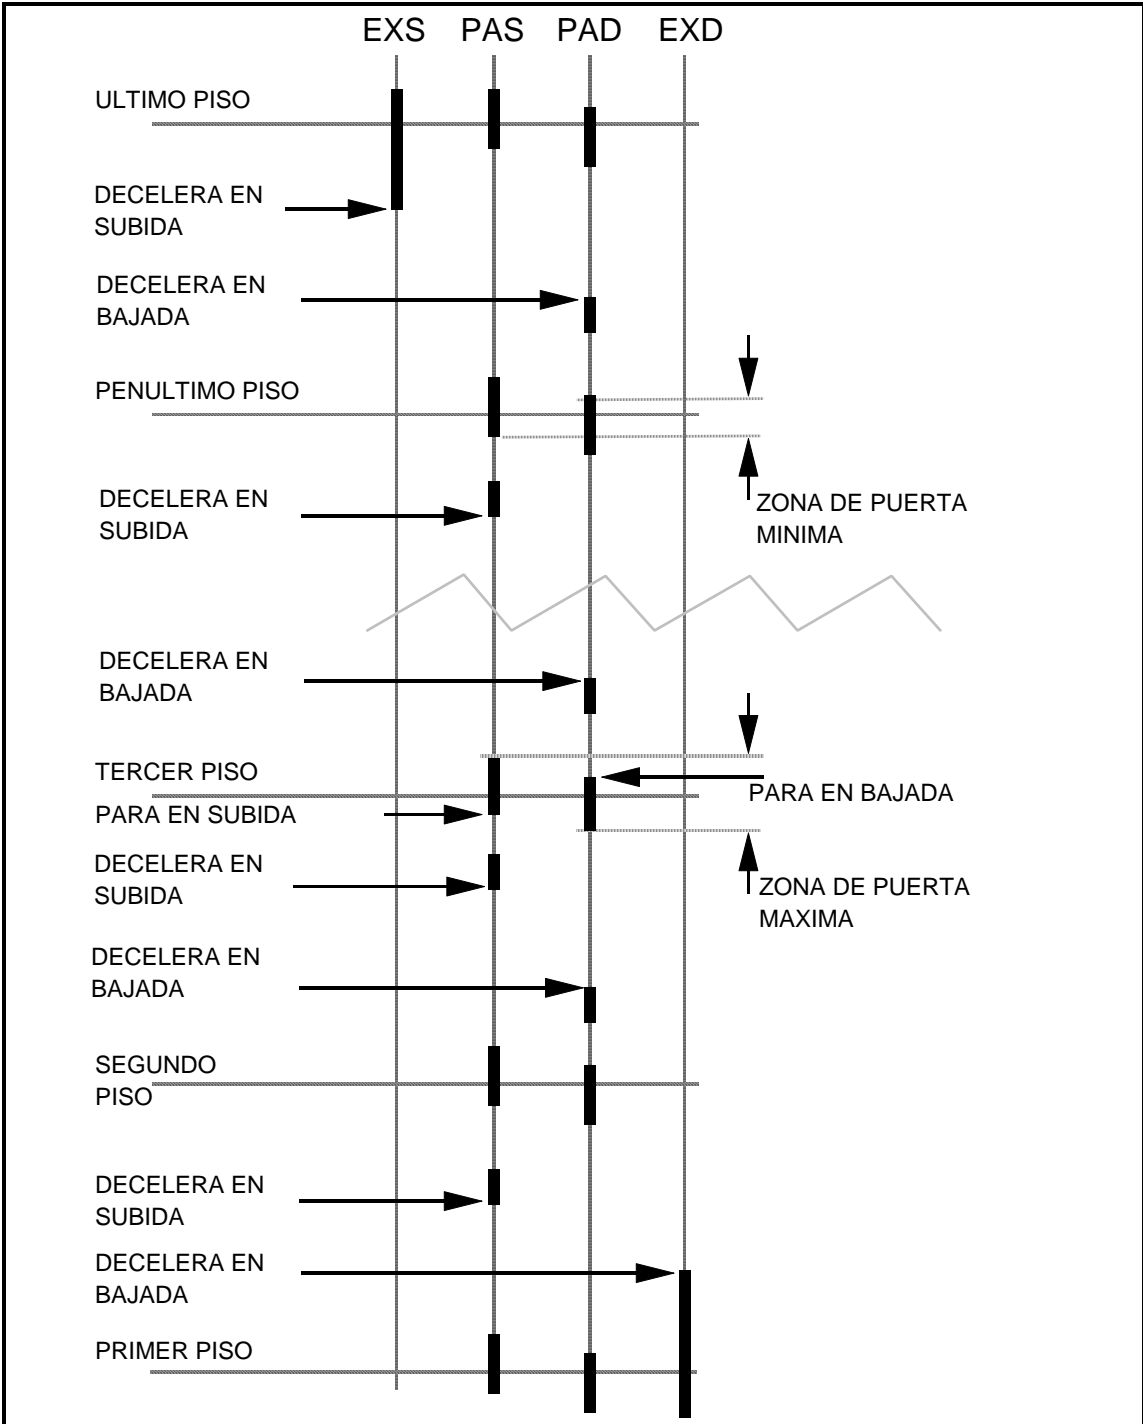 EXS PAS PAD EXD
ULTIMO PISO
DECELERA EN
SUBIDA
DECELERA EN
BAJADA
PENULTIMO PISO
DECELERA EN
SUBIDA
ZONA DE PUERTA
MINIMA
DECELERA EN
BAJADA
TERCER PISO
PARA EN BAJADA
PARA EN SUBIDA
DECELERA EN
SUBIDA
ZONA DE PUERTA
MAXIMA
DECELERA EN
BAJADA
SEGUNDO
PISO
DECELERA EN
SUBIDA
DECELERA EN
BAJADA
PRIMER PISO